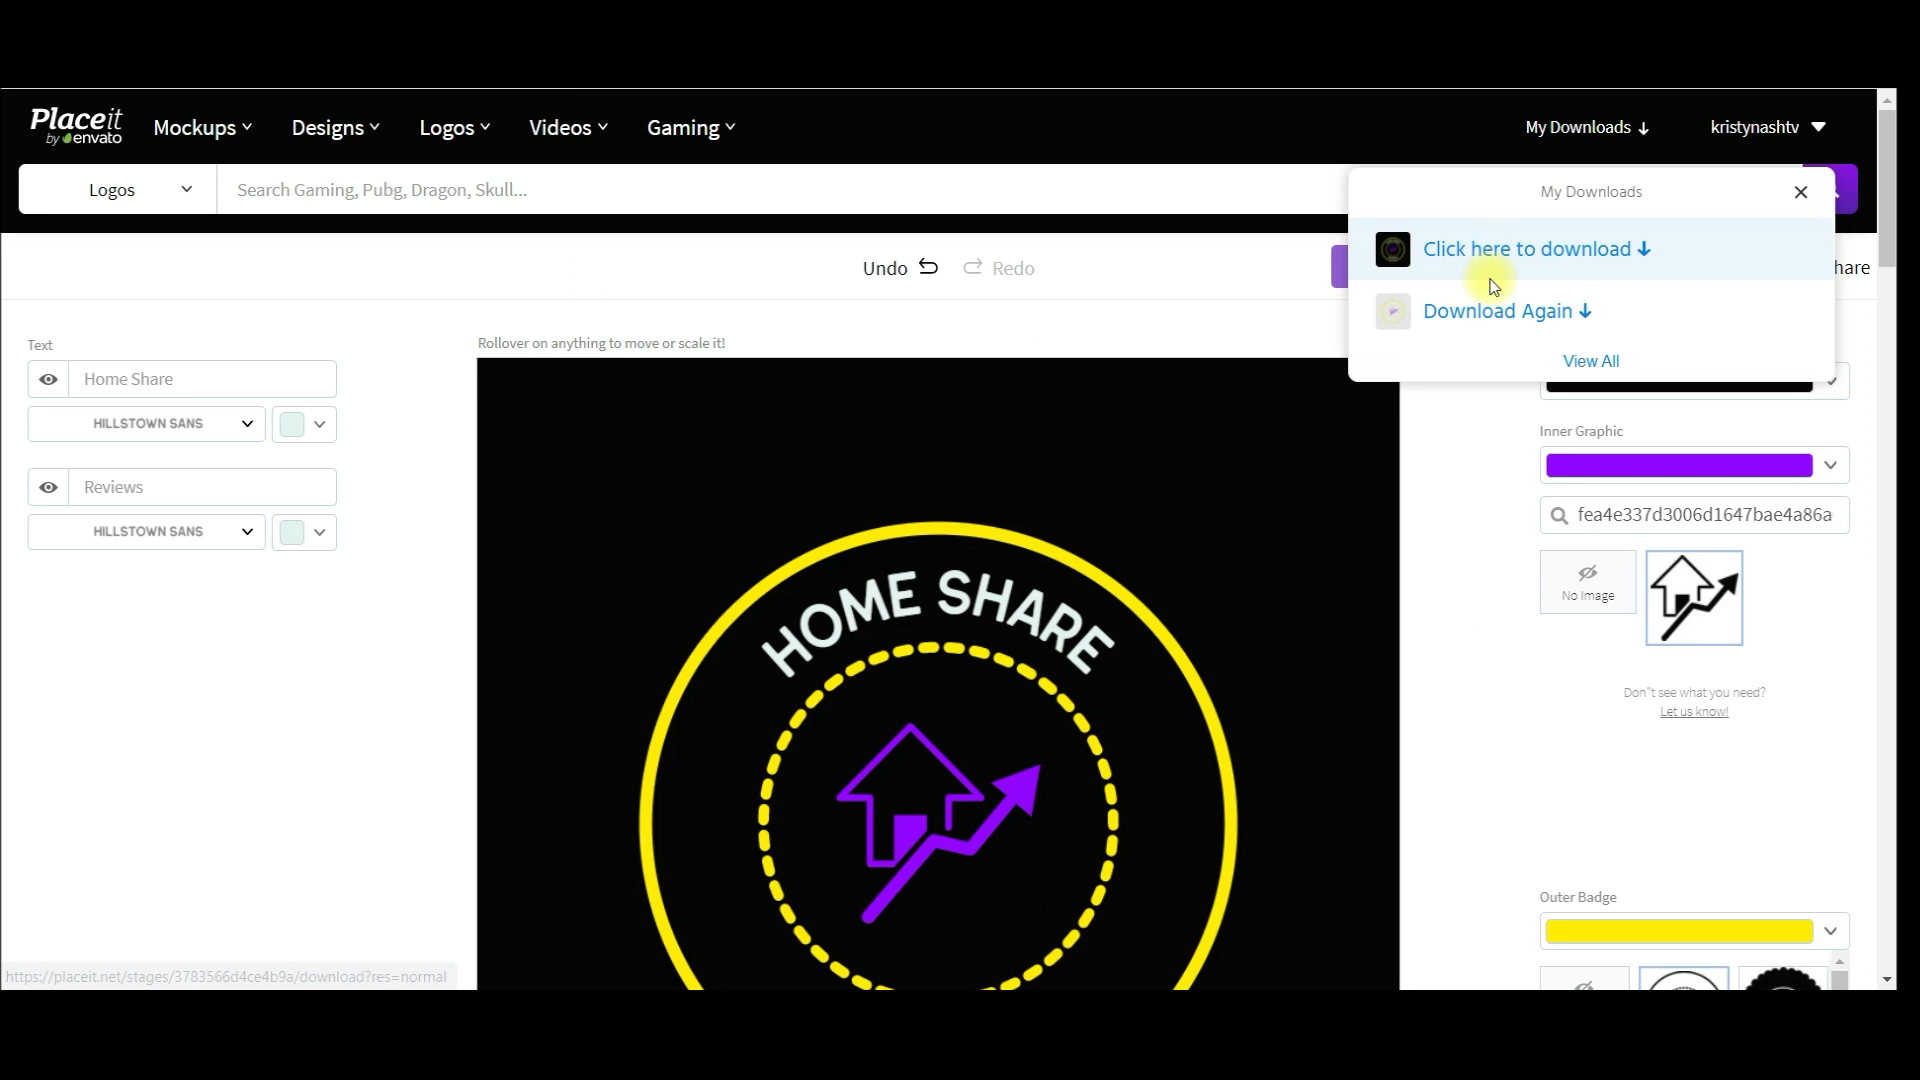 Placeit
by envato
Mockups
Designs
Logos
Videos
Gaming
My Downloads
kristynashtv
Logos
Search Gaming, Pubg, Dragon, Skull...
My Downloads
Click here to download
Download Again
View All
Undo
Redo
hare
Text
Home Share
HILLSTOWN SANS
Reviews
HILLSTOWN SANS
Rollover on anything to move or scale it!
HOME SHARE
Inner Graphic
fea4e337d3006d1647bae4a86a
No Image
Don"t see what you need?
Let us know!
Outer Badge
https://placeit.net/stages/3783566d4ce4b9a/download?res=normal